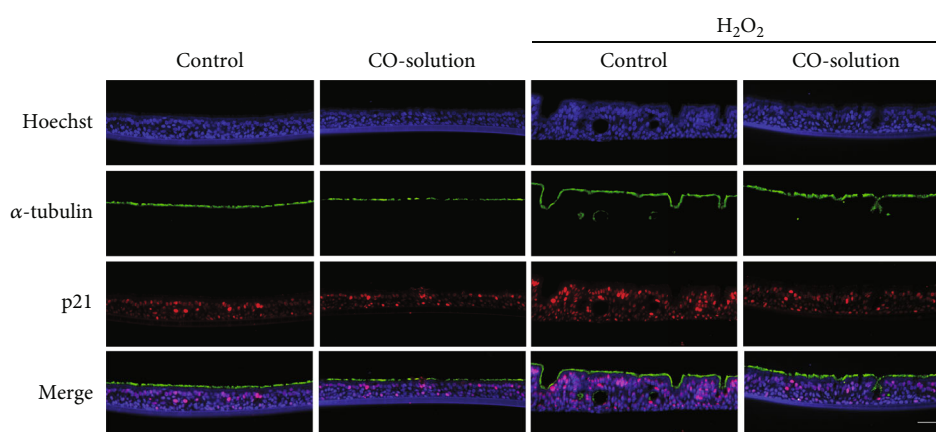 H₂O₂
Control CO-solution Control CO-solution
Hoechst
α-tubulin
p21
Merge